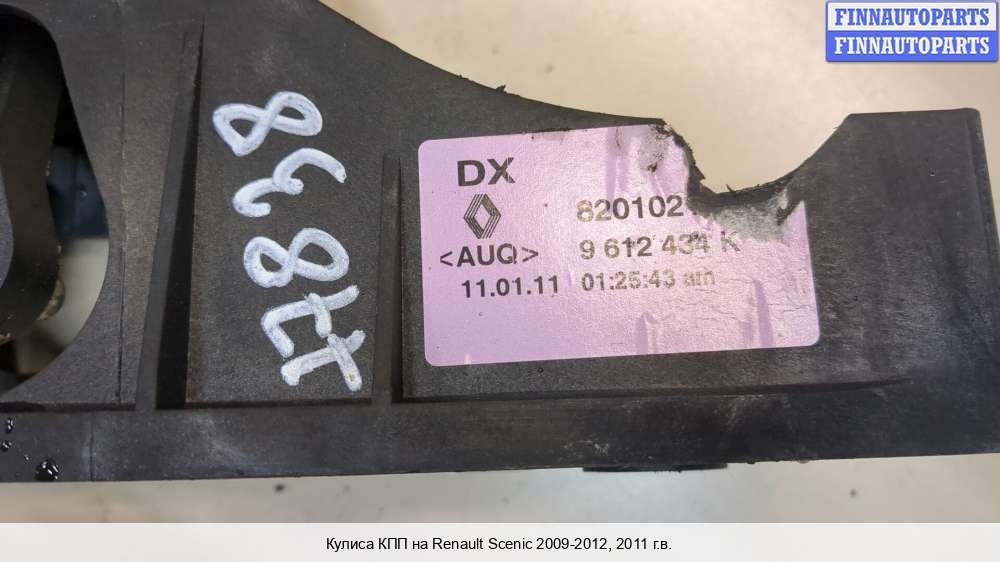 FINNAUTOPARTS
FINNAUTOPARTS
DX
820102
<AUQ> 9 612 434 K
11.01.11 01:25:43 am
Кулиса КПП на Renault Scenic 2009-2012, 2011 г.в.